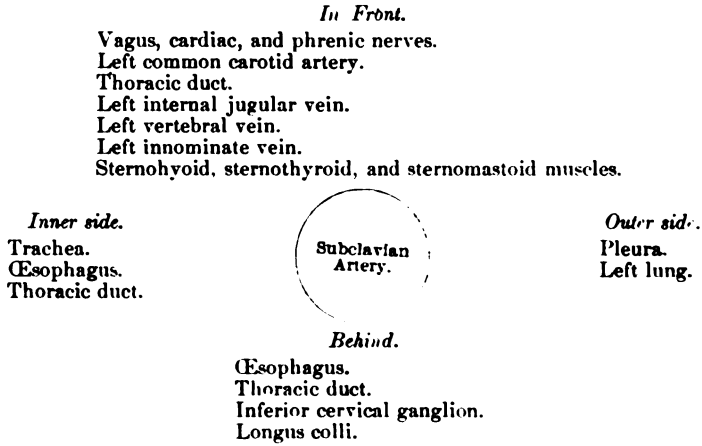 In Front.
Vagus, cardiac, and phrenic nerves.
Left common carotid artery.
Thoracic duct.
Left internal jugular vein.
Left vertebral vein.
Left innominate vein.
Sternohyoid, sternothyroid, and sternomastoid muscles.
Inner side.
Trachea.
Œsophagus.
Thoracic duct.
Subclavian
Artery.
Outer side.
Pleura.
Left lung.
Behind.
Œsophagus.
Thoracic duct.
Inferior cervical ganglion.
Longus colli.